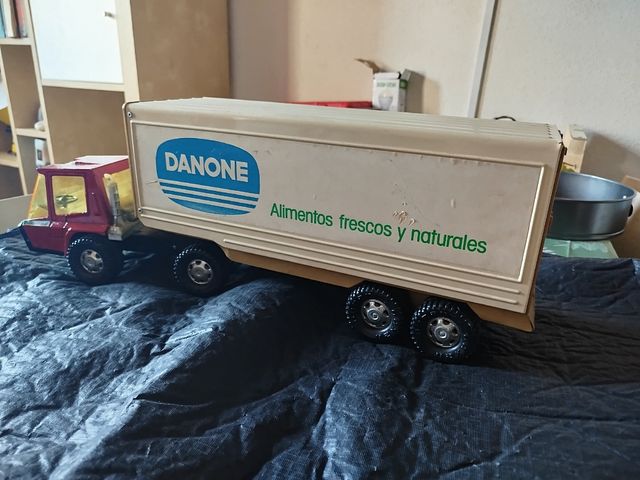 DANONE
Alimentos frescos y naturales